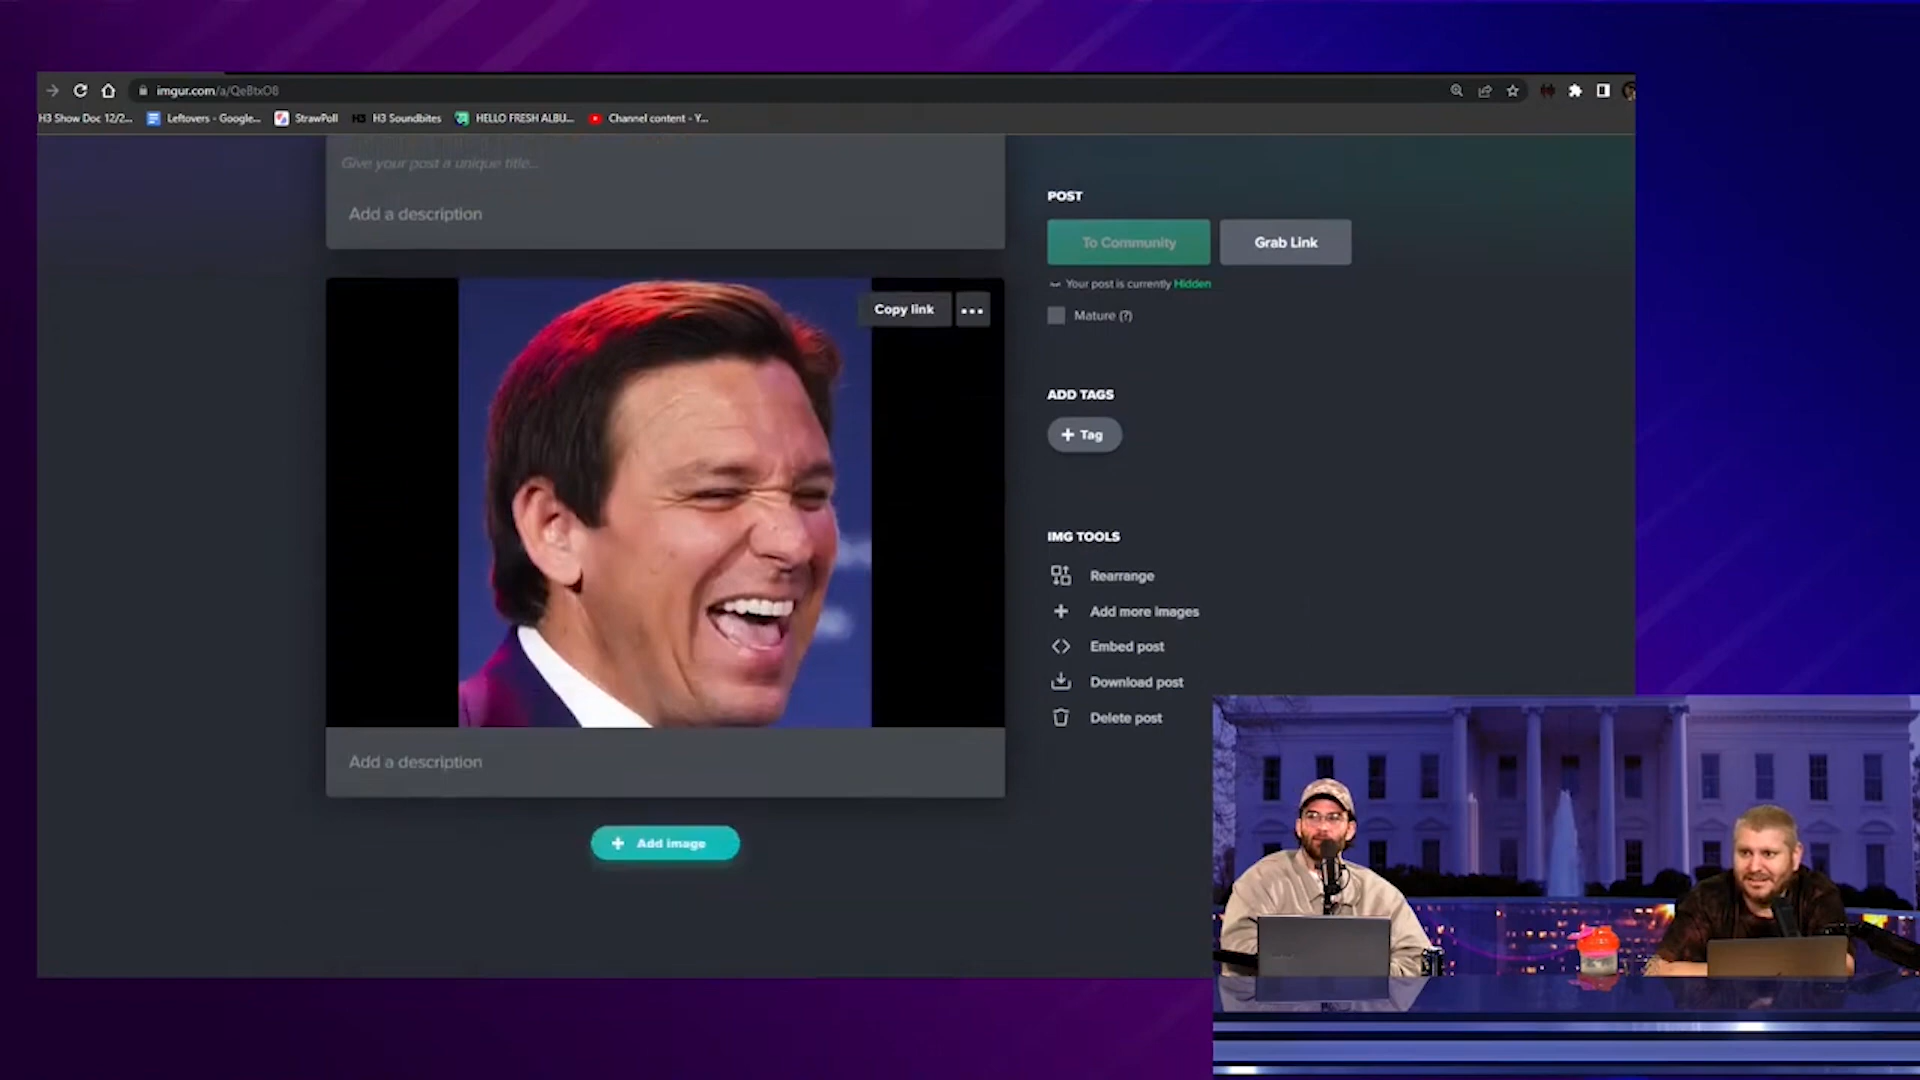 imgur.com/a/QeBtxO8
H3 Show Doc 12/2... Leftovers - Google... StrawPoll H3 H3 Soundbites HELLO FRESH ALBU... Channel content - Y...
Give your post a unique title...
Add a description
Copy link
Add a description
+ Add image
POST
To Community Grab Link
Your post is currently Hidden
Mature (?)
ADD TAGS
+ Tag
IMG TOOLS
Rearrange
Add more images
Embed post
Download post
Delete post